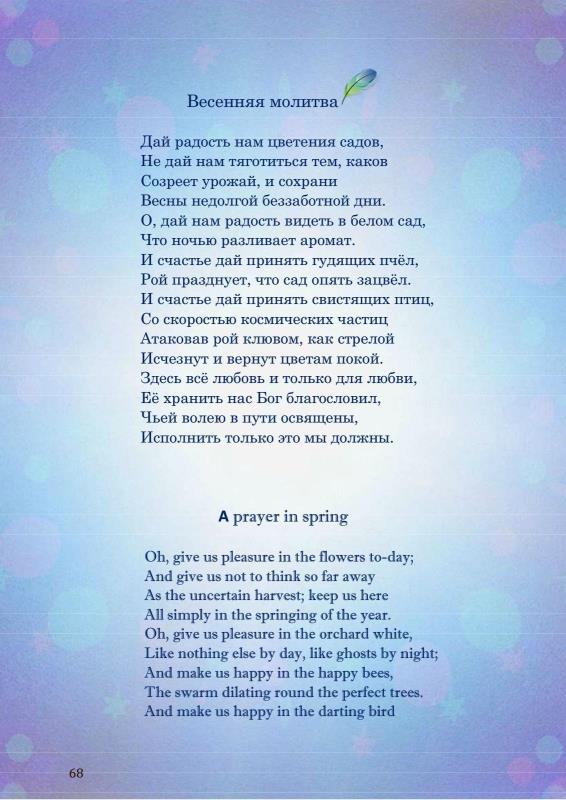 Весенняя молитва
Дай радость нам цветения садов,
Не дай нам тяготиться тем, каков
Созреет урожай, и сохрани
Весны недолгой беззаботной дни.
О, дай нам радость видеть в белом сад,
Что ночью разливает аромат.
И счастье дай принять гудящих пчёл,
Рой празднует, что сад опять зацвёл.
И счастье дай принять свистящих птиц,
Со скоростью космических частиц
Атаковав рой клювом, как стрелой
Исчезнут и вернут цветам покой.
Здесь всё любовь и только для любви,
Её хранить нас Бог благословил,
Чьей волею в пути освящены,
Исполнить только это мы должны.
A prayer in spring
Oh, give us pleasure in the flowers to-day;
And give us not to think so far away
As the uncertain harvest; keep us here
All simply in the springing of the year.
Oh, give us pleasure in the orchard white,
Like nothing else by day, like ghosts by night;
And make us happy in the happy bees,
The swarm dilating round the perfect trees.
And make us happy in the darting bird
68